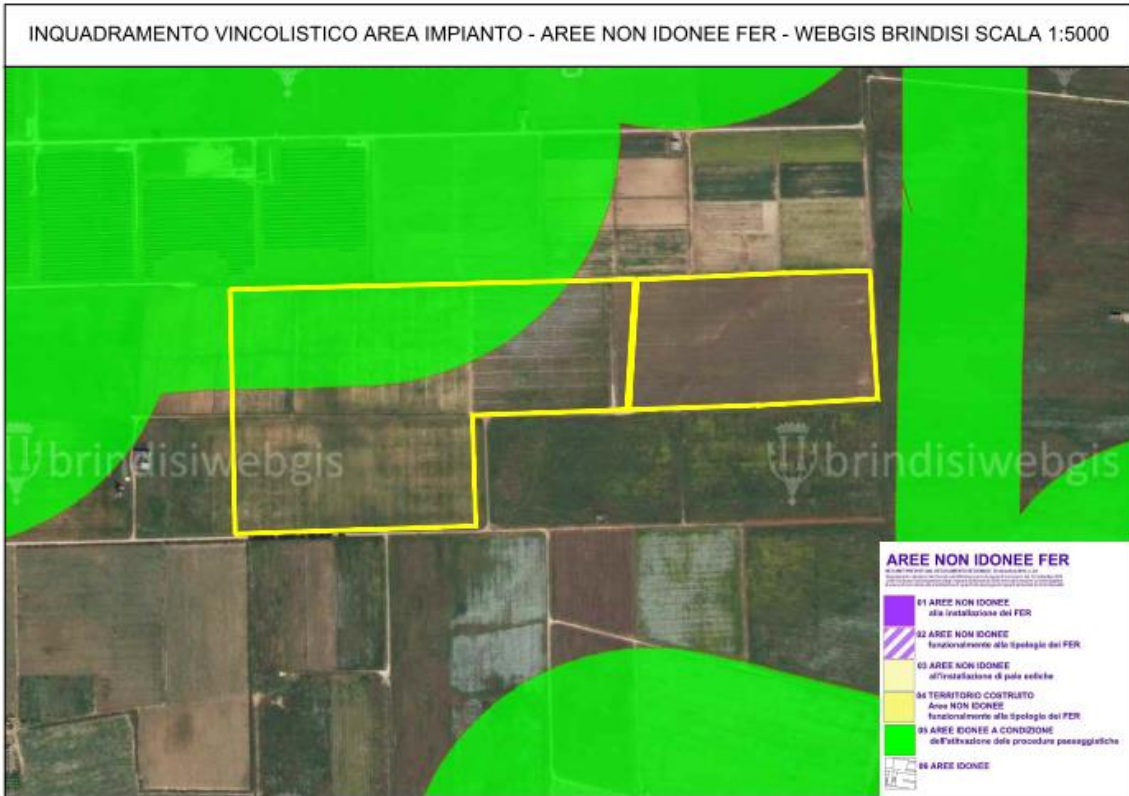 INQUADRAMENTO VINCOLISTICO AREA IMPIANTO - AREE NON IDONEE FER - WEBGIS BRINDISI SCALA 1:5000
brindisiwebgis
brindisiwebgis
AREE NON IDONEE FER
01 AREE NON IDONEE
alla installazione dei FER
02 AREE NON IDONEE
funzionalmente alla tipologia dei FER
03 AREE NON IDONEE
all'installazione di pale eoliche
04 TERRITORIO COSTRUITO
Aree NON IDONEE
funzionalmente alla tipologia dei FER
05 AREE IDONEE A CONDIZIONE
dell'attivazione dele procedure paesaggistiche
06 AREE IDONEE